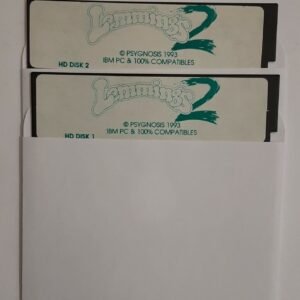 Lemmings 2
© PSYGNOSIS 1993
HD DISK 2
IBM PC & 100% COMPATIBLES
Lemmings 2
© PSYGNOSIS 1993
HD DISK 1
IBM PC & 100% COMPATIBLES